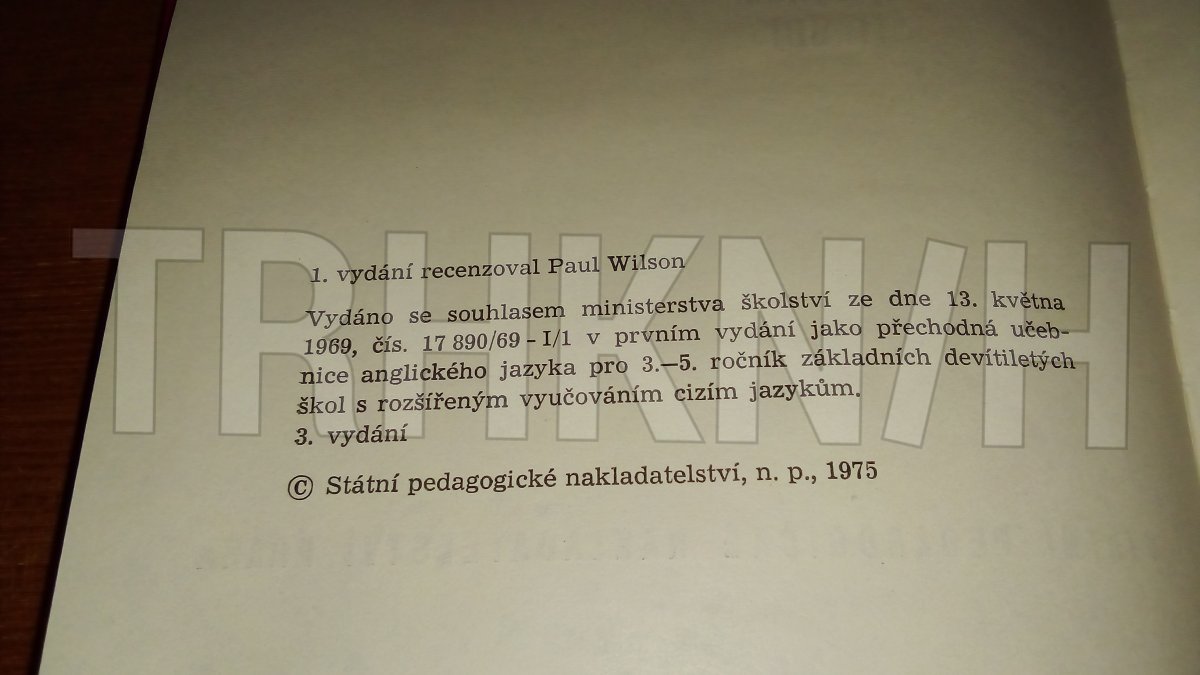 1. vydání recenzoval Paul Wilson
Vydáno se souhlasem ministerstva školství ze dne 13. května
1969, čís. 17 890/69 - I/1 v prvním vydání jako přechodná učeb-
nice anglického jazyka pro 3.—5. ročník základních devítiletých
škol s rozšířeným vyučováním cizím jazykům.
3. vydání
© Státní pedagogické nakladatelství, n. p., 1975
TRHKN/H